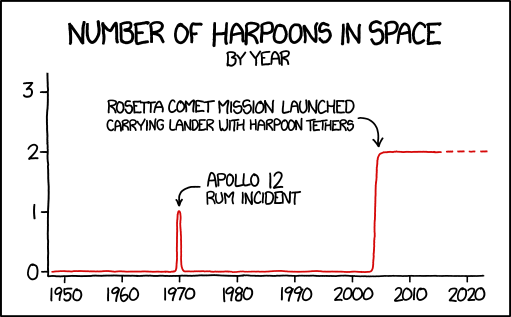 NUMBER OF HARPOONS IN SPACE
BY YEAR
3
ROSETTA COMET MISSION LAUNCHED
CARRYING LANDER WITH HARPOON TETHERS
2
APOLLO 12
RUM INCIDENT
1
0
1950 1960 1970 1980 1990 2000 2010 2020